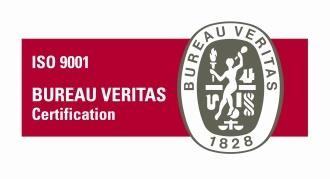 ISO 9001
BUREAU VERITAS
Certification
BUREAU VERITAS
1828